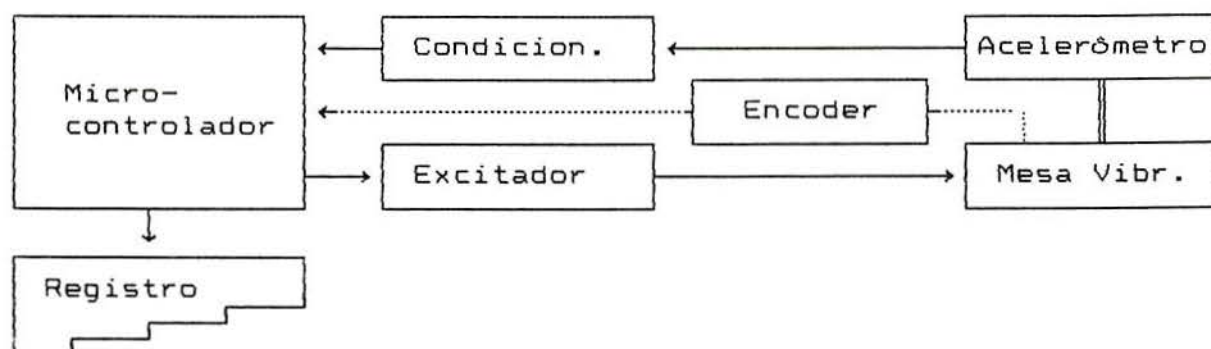 Condicion.
Acelerômetro
Micro-
controlador
Encoder
Excitador
Mesa Vibr.
Registro